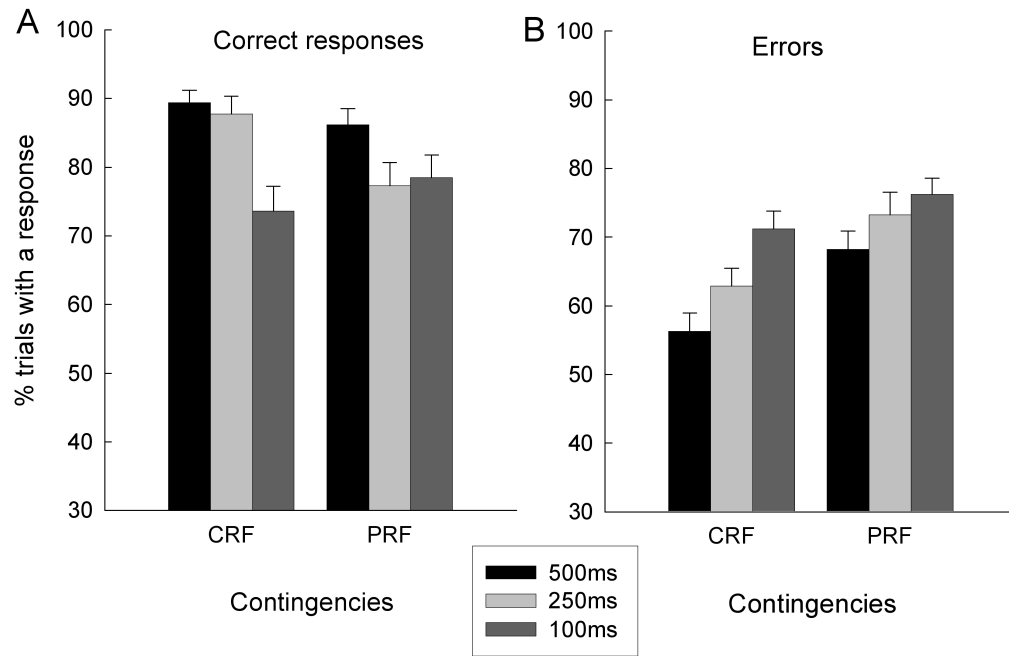 A
Correct responses
% trials with a response
100
90
80
70
60
50
40
30
CRF PRF
Contingencies
B
Errors
100
90
80
70
60
50
40
30
CRF PRF
Contingencies
500ms
250ms
100ms